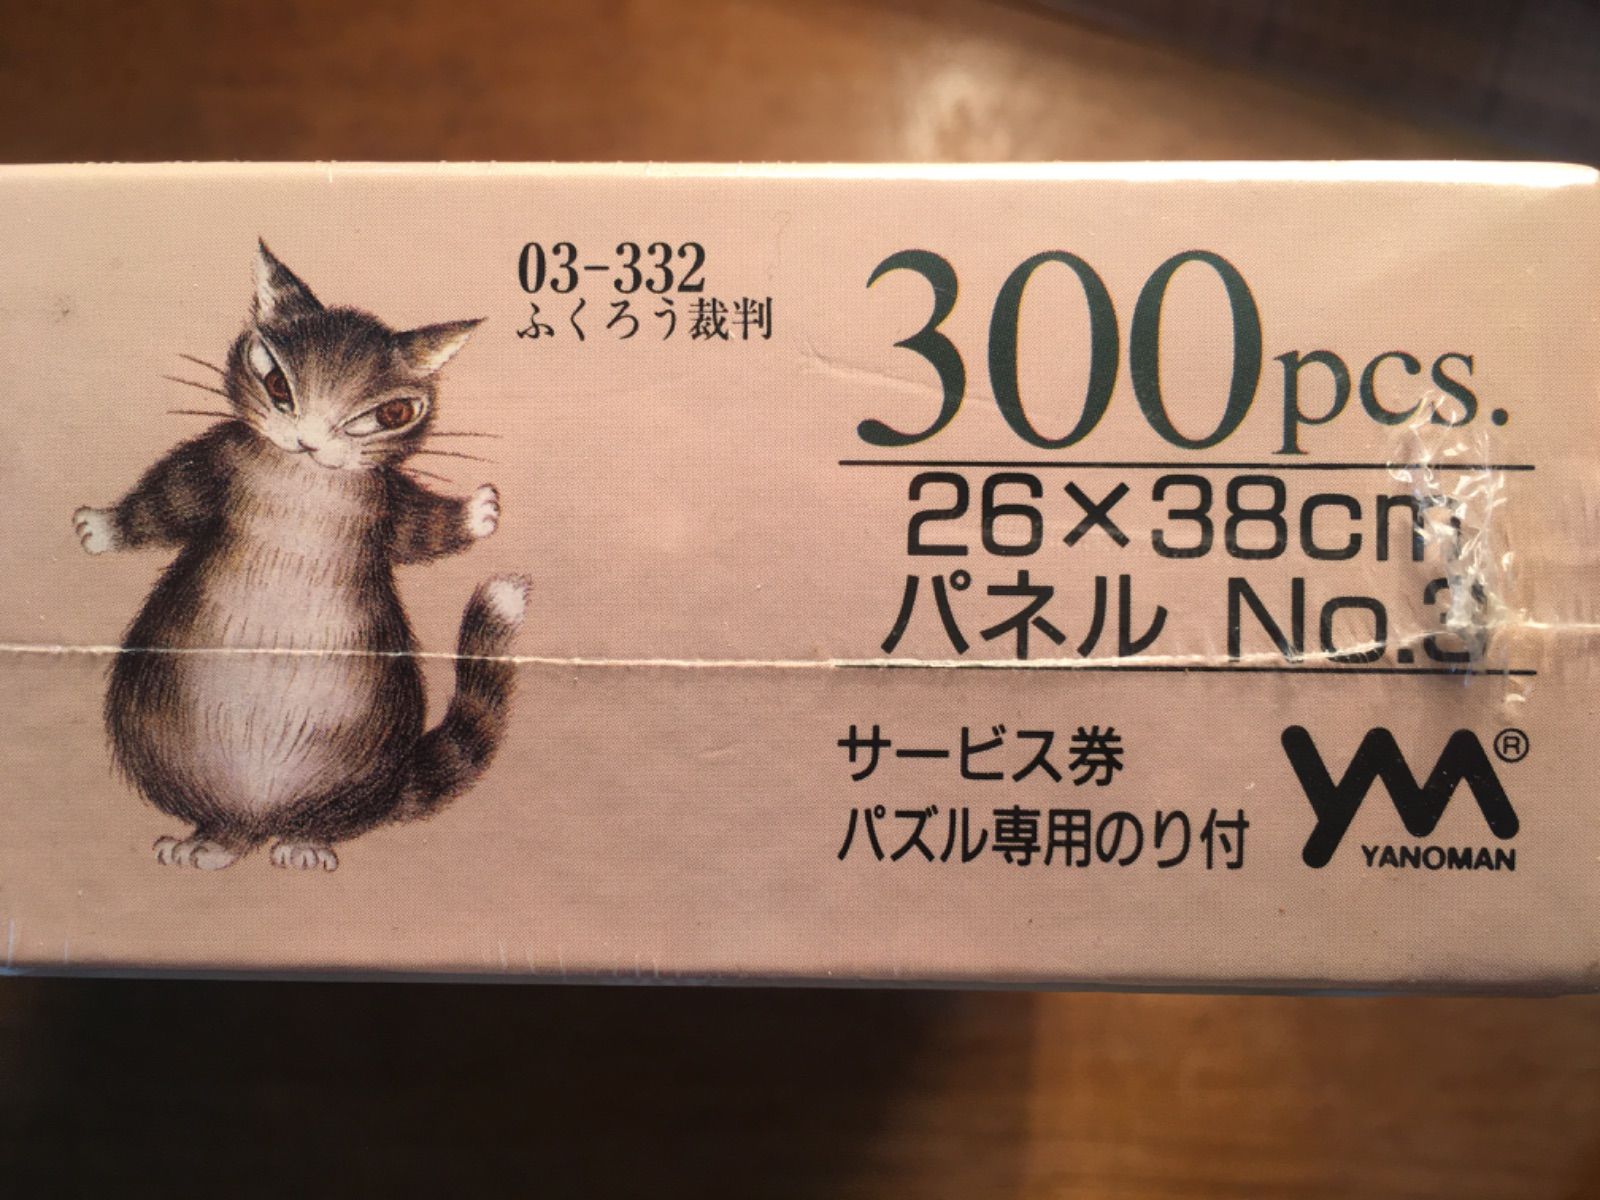 03-332
ふくろう裁判
300pcs.
26×38cm
パネル No.3
サービス券
パズル専用のり付
YM®
YANOMAN